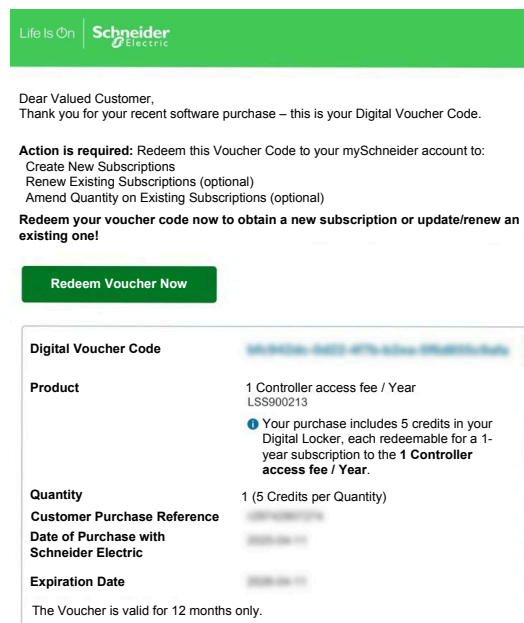 Life Is On | Schneider
Electric
Dear Valued Customer,
Thank you for your recent software purchase – this is your Digital Voucher Code.
Action is required: Redeem this Voucher Code to your mySchneider account to:
Create New Subscriptions
Renew Existing Subscriptions (optional)
Amend Quantity on Existing Subscriptions (optional)
Redeem your voucher code now to obtain a new subscription or update/renew an
existing one!
Redeem Voucher Now
Digital Voucher Code
Product 1 Controller access fee / Year
LSS900213
Your purchase includes 5 credits in your
Digital Locker, each redeemable for a 1-
year subscription to the 1 Controller
access fee / Year.
Quantity 1 (5 Credits per Quantity)
Customer Purchase Reference
Date of Purchase with
Schneider Electric
Expiration Date
The Voucher is valid for 12 months only.